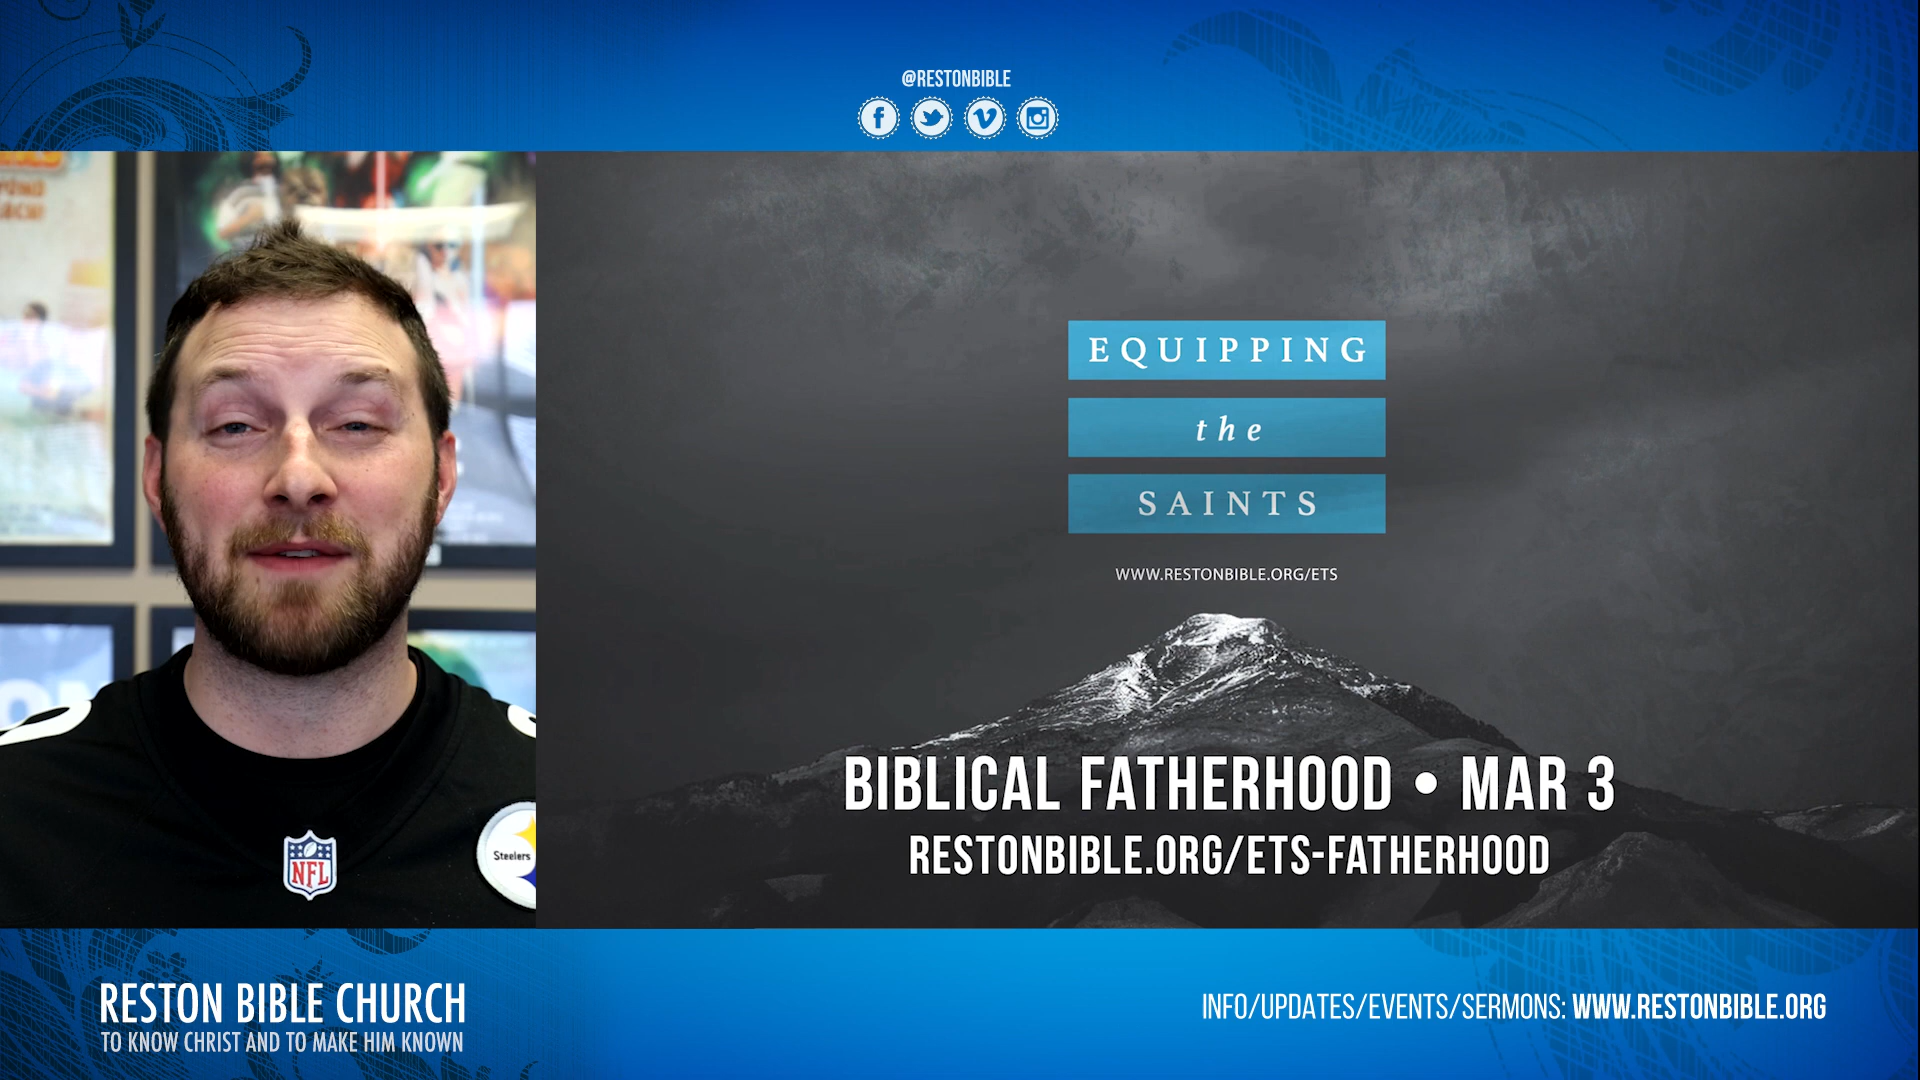 @RESTONBIBLE
EQUIPPING
the
SAINTS
WWW.RESTONBIBLE.ORG/ETS
BIBLICAL FATHERHOOD • MAR 3
RESTONBIBLE.ORG/ETS-FATHERHOOD
Steelers
NFL
RESTON BIBLE CHURCH
TO KNOW CHRIST AND TO MAKE HIM KNOWN
INFO/UPDATES/EVENTS/SERMONS: WWW.RESTONBIBLE.ORG